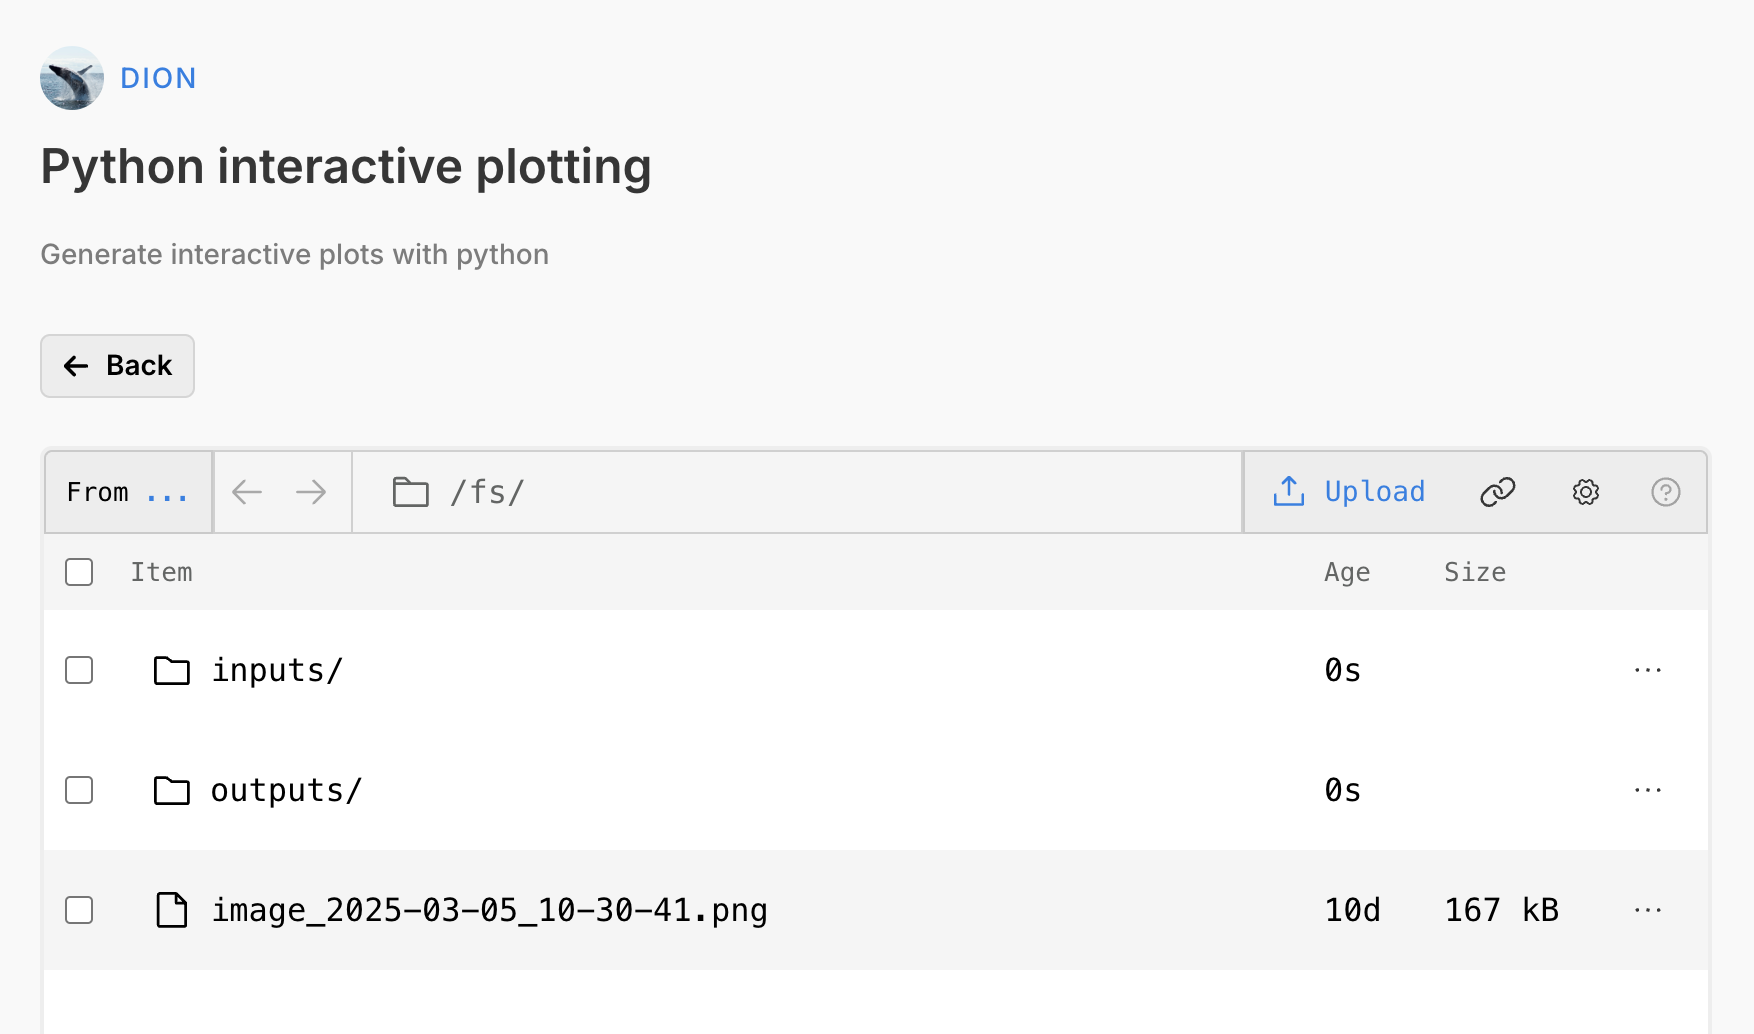 DION
Python interactive plotting
Generate interactive plots with python
Back
From ... /fs/ Upload
Item Age Size
inputs/ 0s
outputs/ 0s
image_2025-03-05_10-30-41.png 10d 167 kB